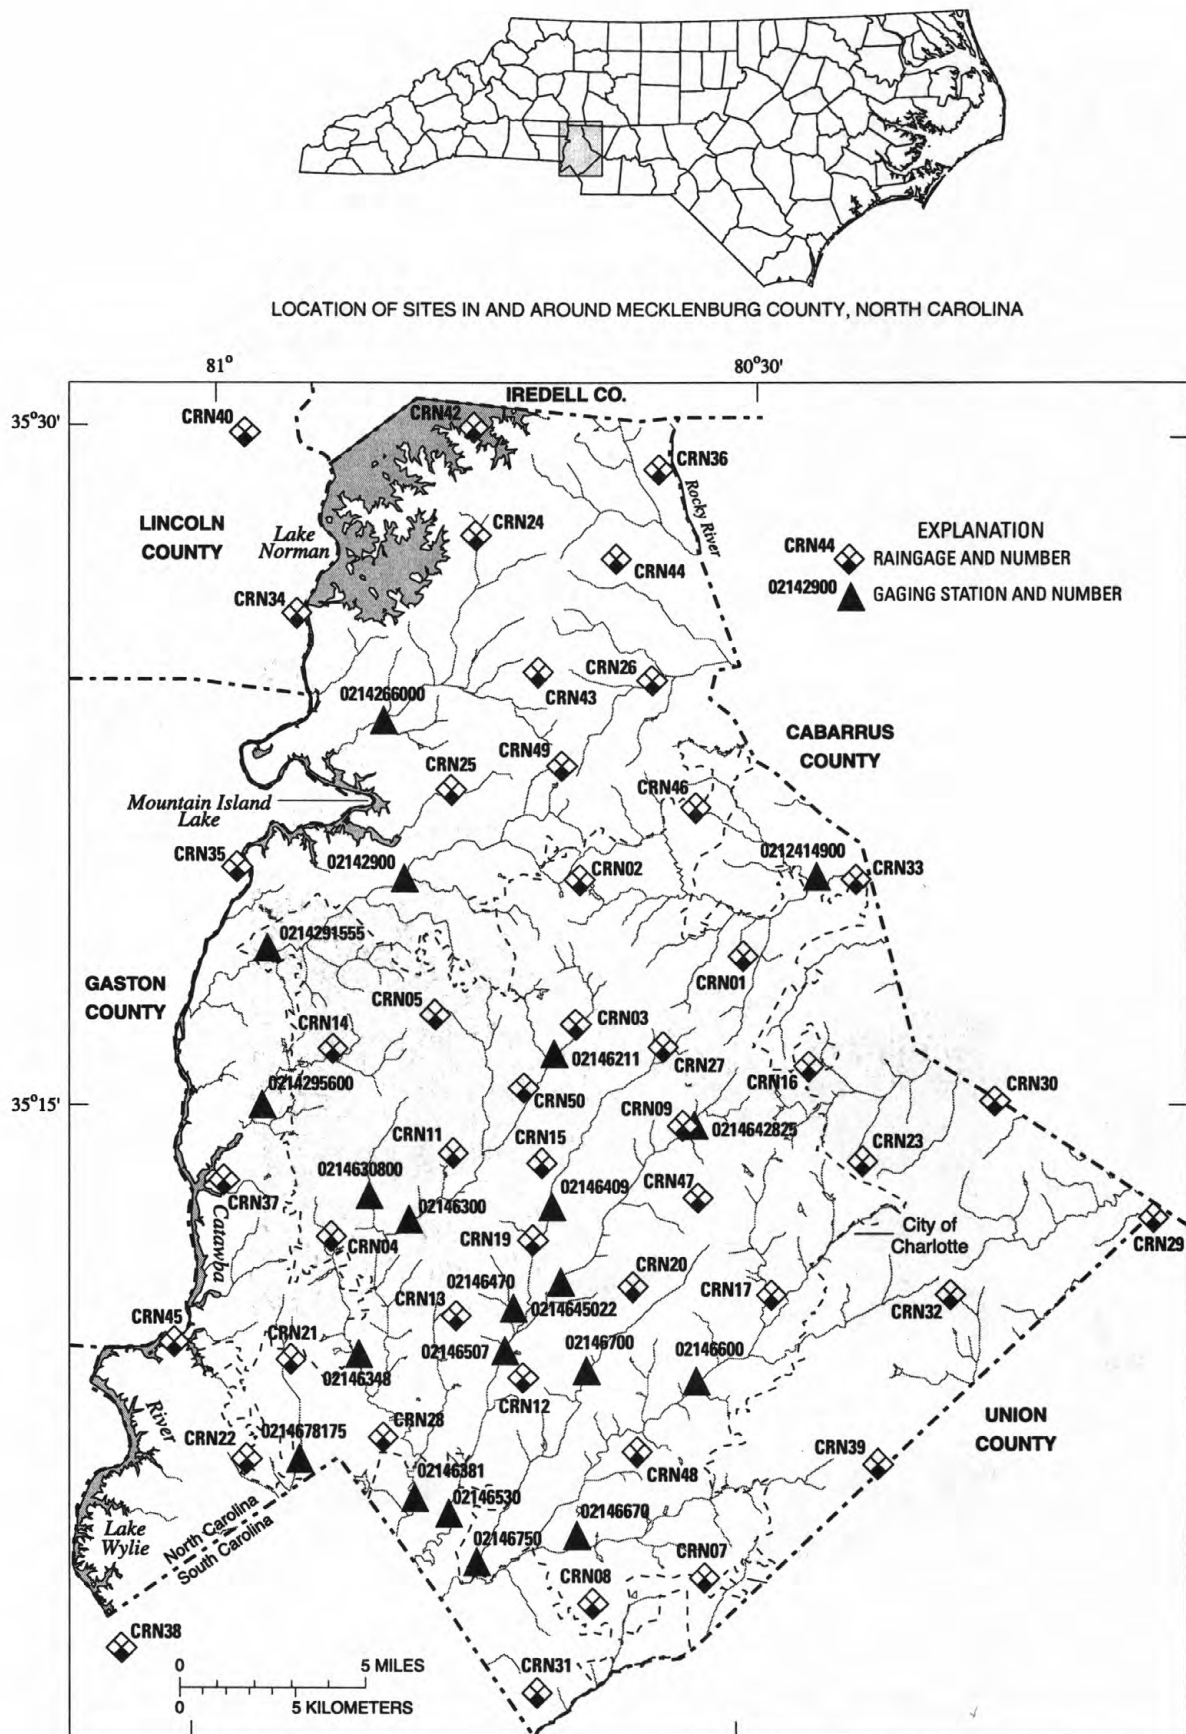 LOCATION OF SITES IN AND AROUND MECKLENBURG COUNTY, NORTH CAROLINA
81°
80°30'
35°30'
IREDELL CO.
CRN40
CRN42
CRN36
Rocky River
LINCOLN
COUNTY
Lake
Norman
CRN24
CRN44
EXPLANATION
CRN44
RAINGAGE AND NUMBER
02142900
GAGING STATION AND NUMBER
CRN34
CRN26
CRN43
0214266000
CABARRUS
COUNTY
CRN49
CRN25
CRN46
Mountain Island
Lake
CRN35
02142900
CRN02
0212414900
CRN33
0214291555
CRN01
GASTON
COUNTY
CRN05
CRN03
CRN14
02146211
CRN27
CRN16
CRN30
0214295600
35°15'
CRN50
CRN09
0214642825
CRN11
CRN15
CRN23
0214630800
CRN37
02146300
02146409
CRN47
Catawba
City of
Charlotte
CRN29
CRN04
CRN19
CRN20
CRN17
CRN32
02146470
CRN13
0214645022
CRN45
CRN21
02146507
02146700
02146600
02146348
CRN12
River
UNION
COUNTY
CRN22
0214678175
CRN28
CRN39
CRN48
02146381
02146530
North Carolina
South Carolina
Lake
Wylie
02146750
02146670
CRN07
CRN08
CRN38
0 5 MILES
0 5 KILOMETERS
CRN31